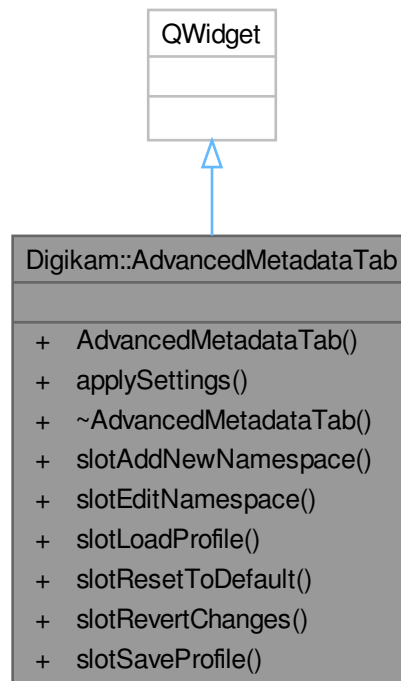 QWidget
Digikam::AdvancedMetadataTab
+ AdvancedMetadataTab()
+ applySettings()
+ ~AdvancedMetadataTab()
+ slotAddNewNamespace()
+ slotEditNamespace()
+ slotLoadProfile()
+ slotResetToDefault()
+ slotRevertChanges()
+ slotSaveProfile()